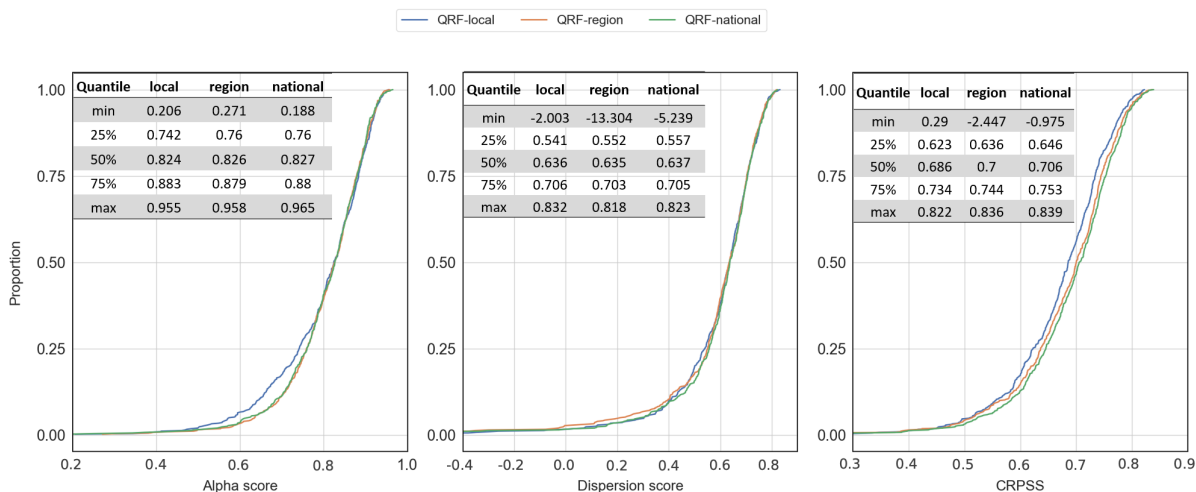 QRF-local QRF-region QRF-national
Proportion
1.00
0.75
0.50
0.25
0.00
Quantile local region national
min 0.206 0.271 0.188
25% 0.742 0.76 0.76
50% 0.824 0.826 0.827
75% 0.883 0.879 0.88
max 0.955 0.958 0.965
0.2 0.4 0.6 0.8 1.0
Alpha score
1.00
0.75
0.50
0.25
0.00
Quantile local region national
min -2.003 -13.304 -5.239
25% 0.541 0.552 0.557
50% 0.636 0.635 0.637
75% 0.706 0.703 0.705
max 0.832 0.818 0.823
-0.4 -0.2 0.0 0.2 0.4 0.6 0.8
Dispersion score
1.00
0.75
0.50
0.25
0.00
Quantile local region national
min 0.29 -2.447 -0.975
25% 0.623 0.636 0.646
50% 0.686 0.7 0.706
75% 0.734 0.744 0.753
max 0.822 0.836 0.839
0.3 0.4 0.5 0.6 0.7 0.8 0.9
CRPSS